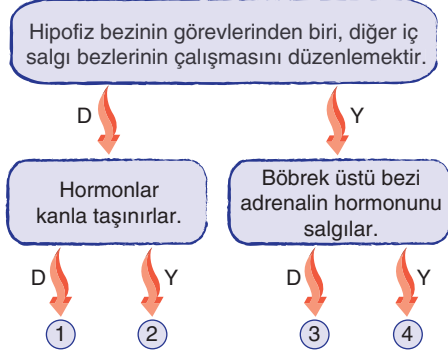 Hipofiz bezinin görevlerinden biri, diğer iç
salgı bezlerinin çalışmasını düzenlemektir.
D
Y
Hormonlar
kanla taşınırlar.
Böbrek üstü bezi
adrenalin hormonunu
salgılar.
D
Y
D
Y
1
2
3
4